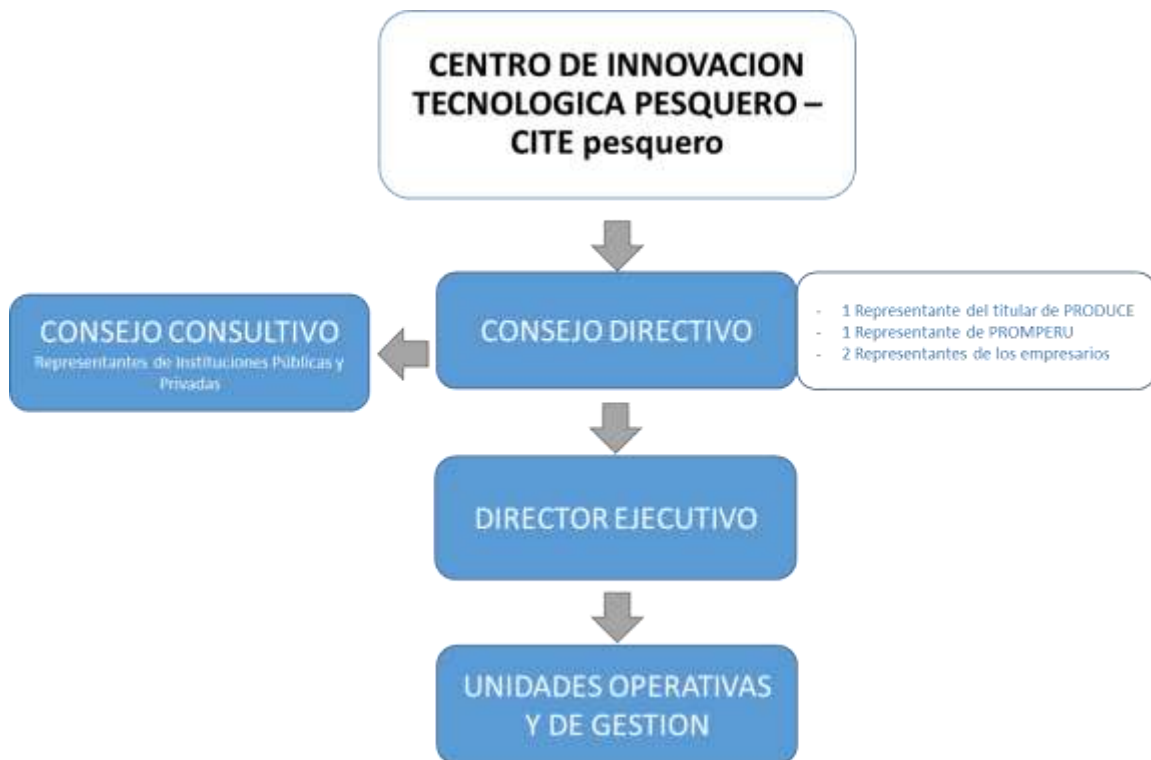 CENTRO DE INNOVACION
TECNOLOGICA PESQUERO –
CITE pesquero
CONSEJO CONSULTIVO
Representantes de Instituciones Públicas y
Privadas
CONSEJO DIRECTIVO
- 1 Representante del titular de PRODUCE
- 1 Representante de PROMPERU
- 2 Representantes de los empresarios
DIRECTOR EJECUTIVO
UNIDADES OPERATIVAS
Y DE GESTION